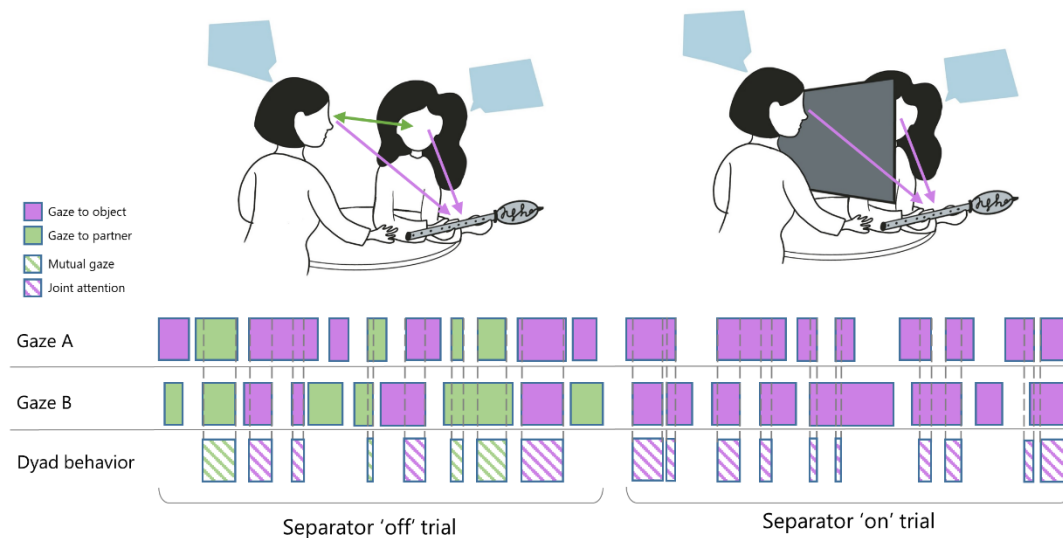 Gaze to object
Gaze to partner
Mutual gaze
Joint attention
Gaze A
Gaze B
Dyad behavior
Separator ‘off’ trial
Separator ‘on’ trial